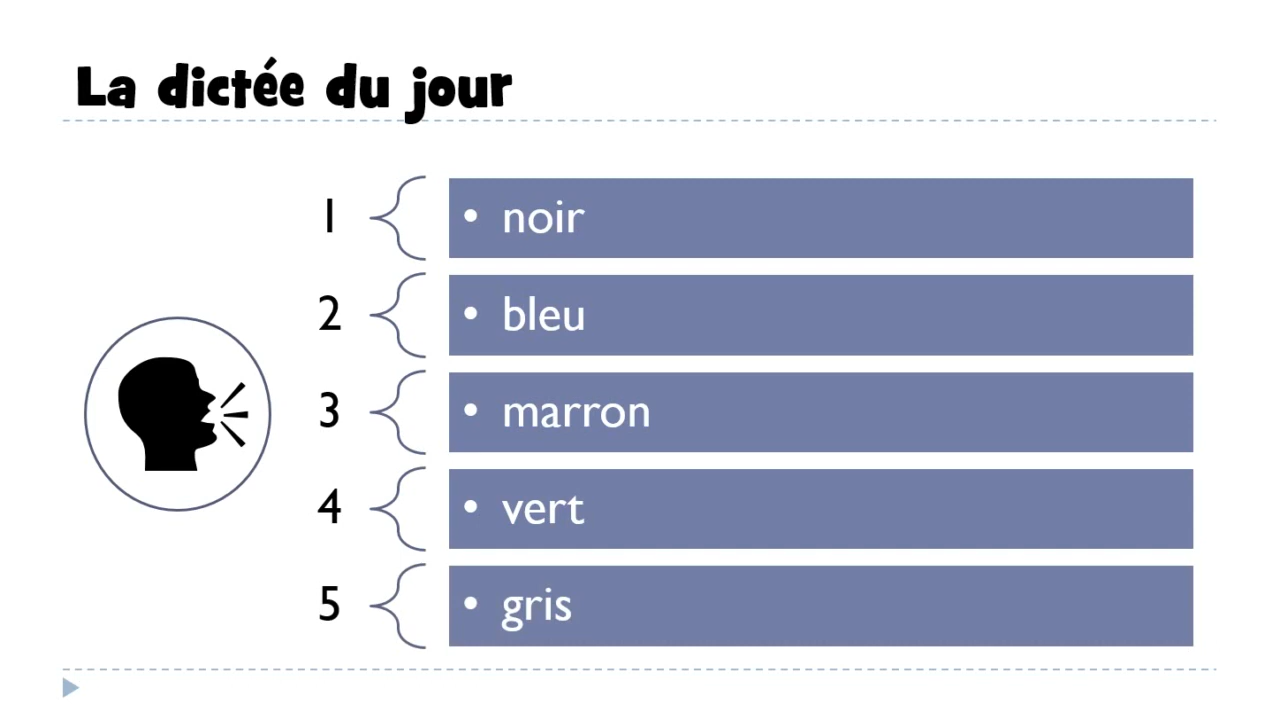 La dictée du jour
1 • noir
2 • bleu
3 • marron
4 • vert
5 • gris